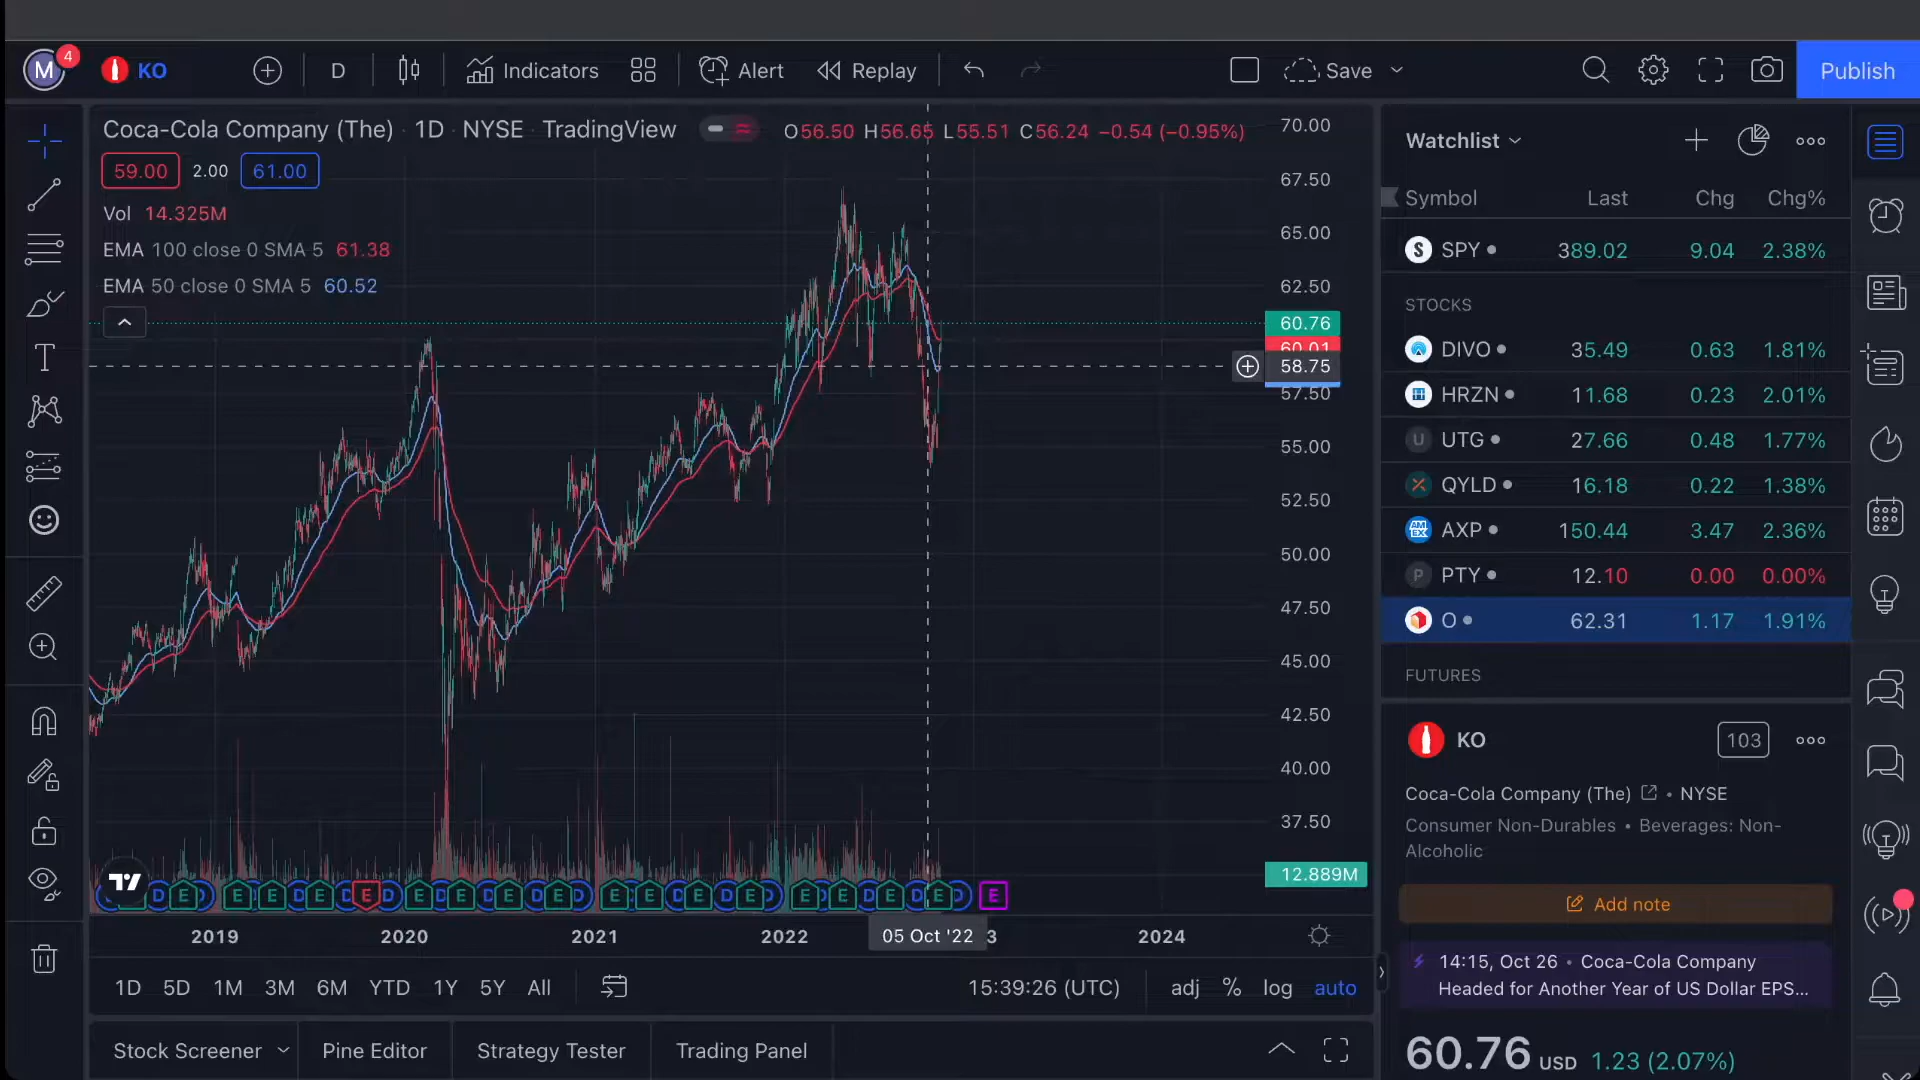 M 4 KO D Indicators Alert Replay Save Publish
Coca-Cola Company (The) · 1D · NYSE TradingView O56.50 H56.65 L55.51 C56.24 −0.54 (−0.95%)
59.00 2.00 61.00
Vol 14.325M
EMA 100 close 0 SMA 5 61.38
EMA 50 close 0 SMA 5 60.52
70.00
67.50
65.00
62.50
60.76
60.01
58.75
57.50
55.00
52.50
50.00
47.50
45.00
42.50
40.00
37.50
12.889M
D E E E D E D E D E D E D E D E E D E D E D E D E D E D E D E
2019 2020 2021 2022 05 Oct '22 3 2024
1D 5D 1M 3M 6M YTD 1Y 5Y All 15:39:26 (UTC) adj % log auto
Stock Screener Pine Editor Strategy Tester Trading Panel
Watchlist
Symbol Last Chg Chg%
S SPY 389.02 9.04 2.38%
STOCKS
DIVO 35.49 0.63 1.81%
HRZN 11.68 0.23 2.01%
U UTG 27.66 0.48 1.77%
QYLD 16.18 0.22 1.38%
AM EX AXP 150.44 3.47 2.36%
P PTY 12.10 0.00 0.00%
O 62.31 1.17 1.91%
FUTURES
KO 103
Coca-Cola Company (The) • NYSE
Consumer Non-Durables • Beverages: Non-
Alcoholic
Add note
14:15, Oct 26 • Coca-Cola Company
Headed for Another Year of US Dollar EPS...
60.76 USD 1.23 (2.07%)